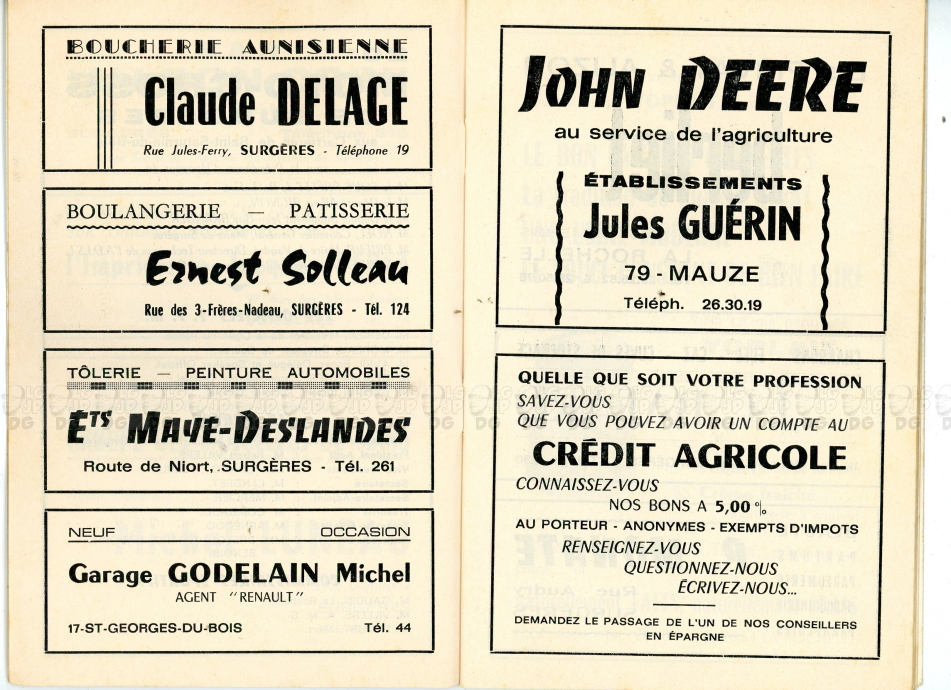 BOUCHERIE AUNISIENNE
Claude DELAGE
Rue Jules-Ferry, SURGÈRES - Téléphone 19
BOULANGERIE — PATISSERIE
Ernest Solleau
Rue des 3-Frères-Nadeau, SURGÈRES - Tél. 124
TÔLERIE — PEINTURE AUTOMOBILES
Ets MAYE-DESLANDES
Route de Niort, SURGÈRES - Tél. 261
NEUF OCCASION
Garage GODELAIN Michel
AGENT "RENAULT"
17-ST-GEORGES-DU-BOIS Tél. 44
JOHN DEERE
au service de l'agriculture
ÉTABLISSEMENTS
Jules GUÉRIN
79 - MAUZE
Téléph. 26.30.19
QUELLE QUE SOIT VOTRE PROFESSION
SAVEZ-VOUS
QUE VOUS POUVEZ AVOIR UN COMPTE AU
CRÉDIT AGRICOLE
CONNAISSEZ-VOUS
NOS BONS A 5,00 %
AU PORTEUR - ANONYMES - EXEMPTS D'IMPOTS
RENSEIGNEZ-VOUS
QUESTIONNEZ-NOUS
ÉCRIVEZ-NOUS...
DEMANDEZ LE PASSAGE DE L'UN DE NOS CONSEILLERS
EN ÉPARGNE